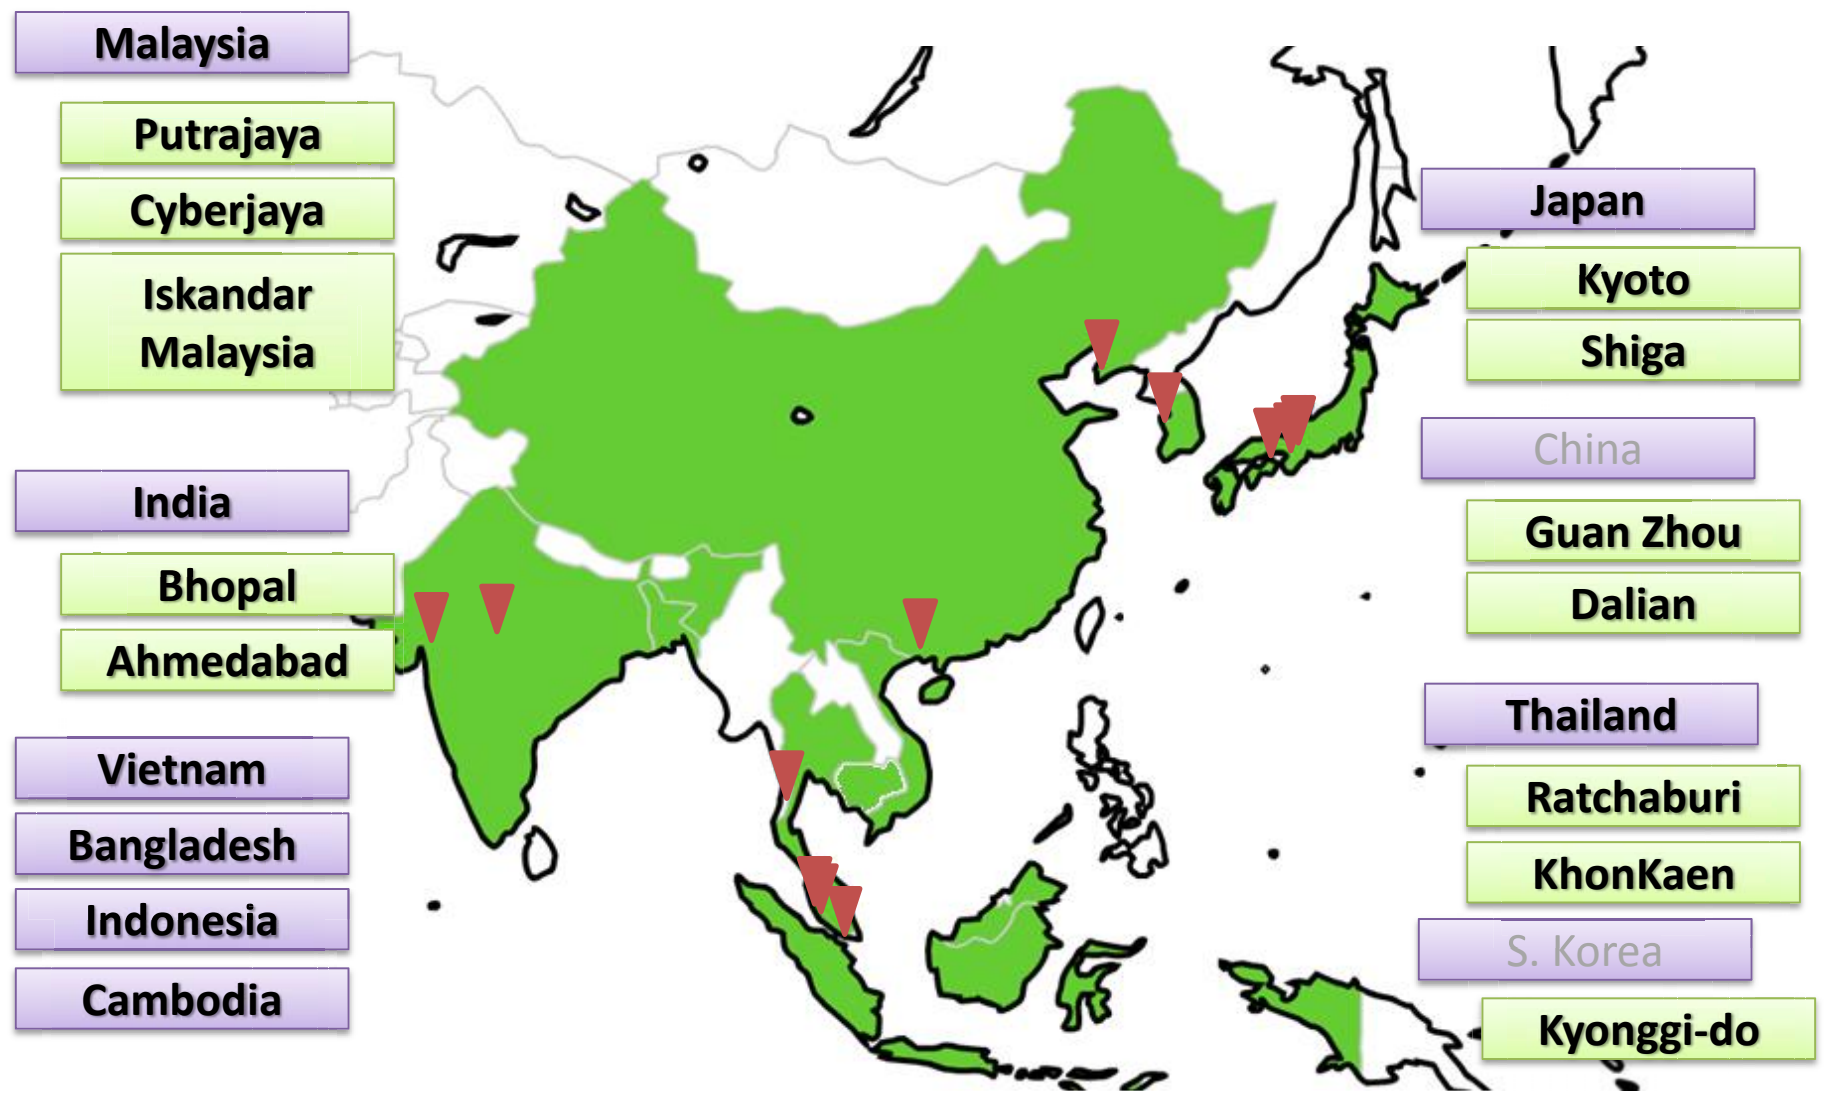 Malaysia
Putrajaya
Cyberjaya
Iskandar
Malaysia
India
Bhopal
Ahmedabad
Vietnam
Bangladesh
Indonesia
Cambodia
Japan
Kyoto
Shiga
China
Guan Zhou
Dalian
Thailand
Ratchaburi
KhonKaen
S. Korea
Kyonggi-do